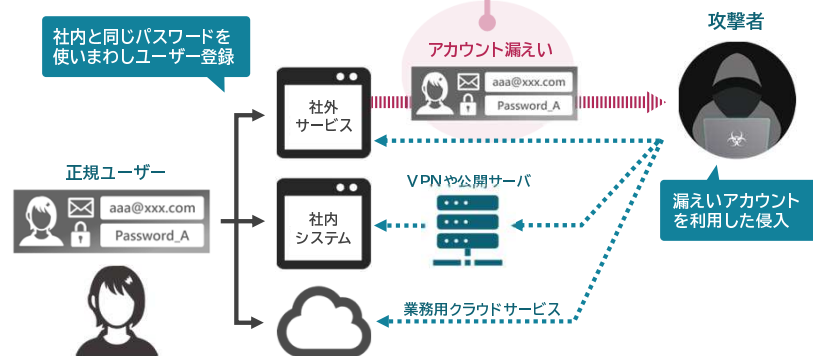 社内と同じパスワードを
使いまわしユーザー登録
アカウント漏えい
攻撃者
aaa@xxx.com
Password_A
社外
サービス
正規ユーザー
aaa@xxx.com
Password_A
VPNや公開サーバ
社内
システム
漏えいアカウント
を利用した侵入
業務用クラウドサービス